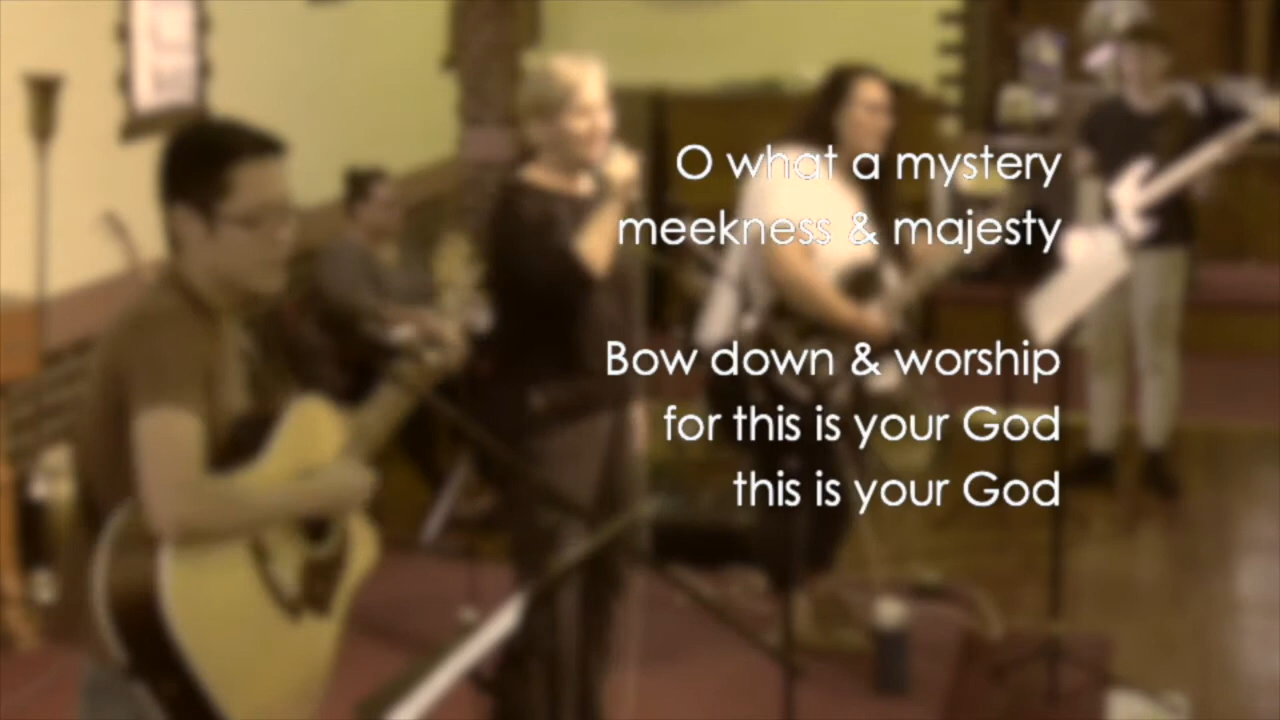 O what a mystery
meekness & majesty
Bow down & worship
for this is your God
this is your God